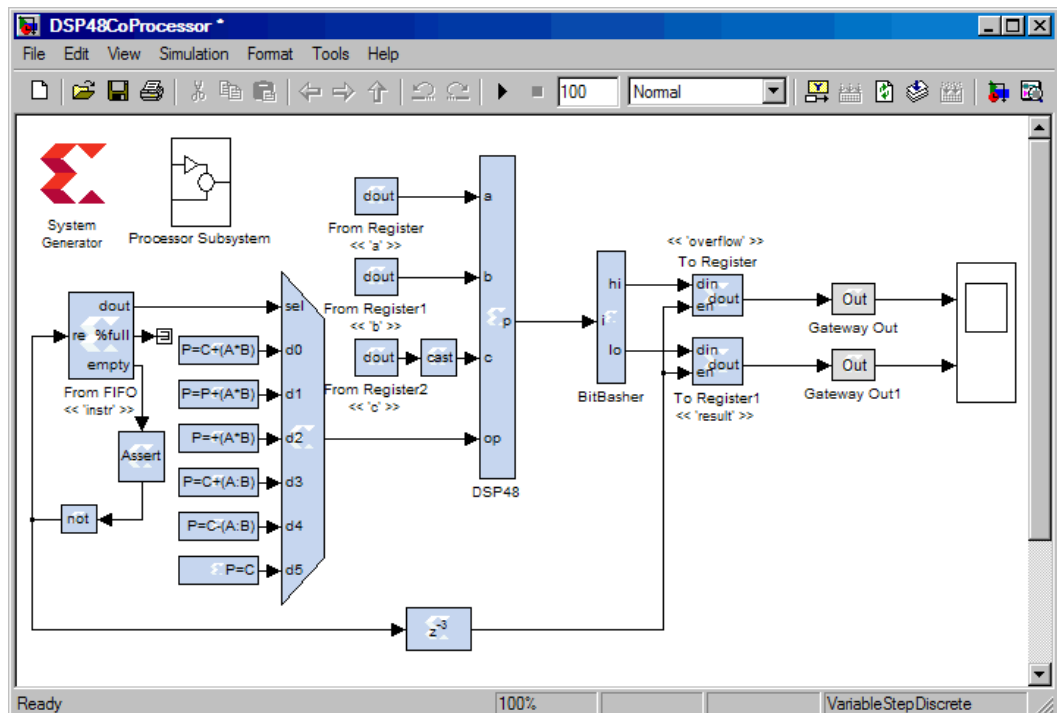 DSP48CoProcessor *
File Edit View Simulation Format Tools Help
100 Normal
System
Generator
Processor Subsystem
dout
From Register
<< 'a' >>
dout
From Register1
<< 'b' >>
dout
cast
From Register2
<< 'c' >>
a
b
c
op
p
DSP48
dout
re %full
empty
From FIFO
<< 'instr' >>
Assert
not
P=C+(A*B)
P=P+(A*B)
P=+(A*B)
P=C+(A:B)
P=C-(A:B)
P=C
sel
d0
d1
d2
d3
d4
d5
z-3
hi
i
lo
BitBasher
<< 'overflow' >>
To Register
din
dout
en
din
dout
en
To Register1
<< 'result' >>
Out
Gateway Out
Out
Gateway Out1
Ready 100% VariableStepDiscrete